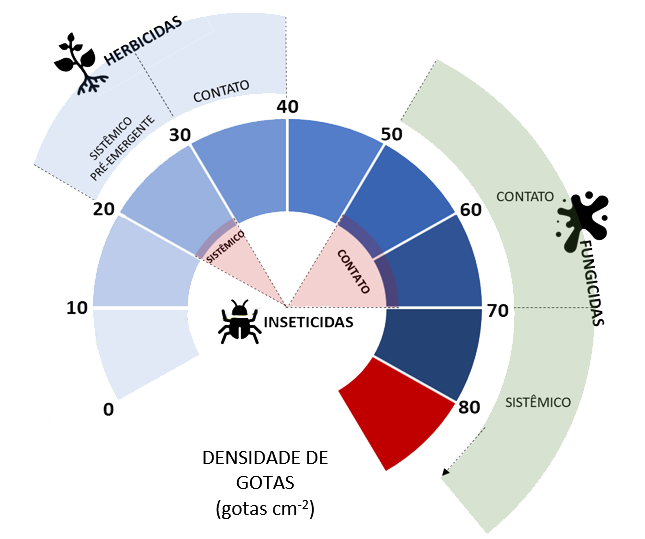 HERBICIDAS
CONTATO
SISTÊMICO
PRÉ-EMERGENTE
0
10
20
30
40
50
60
70
80
SISTÊMICO
CONTATO
INSETICIDAS
CONTATO
FUNGICIDAS
SISTÊMICO
DENSIDADE DE
GOTAS
(gotas cm⁻²)